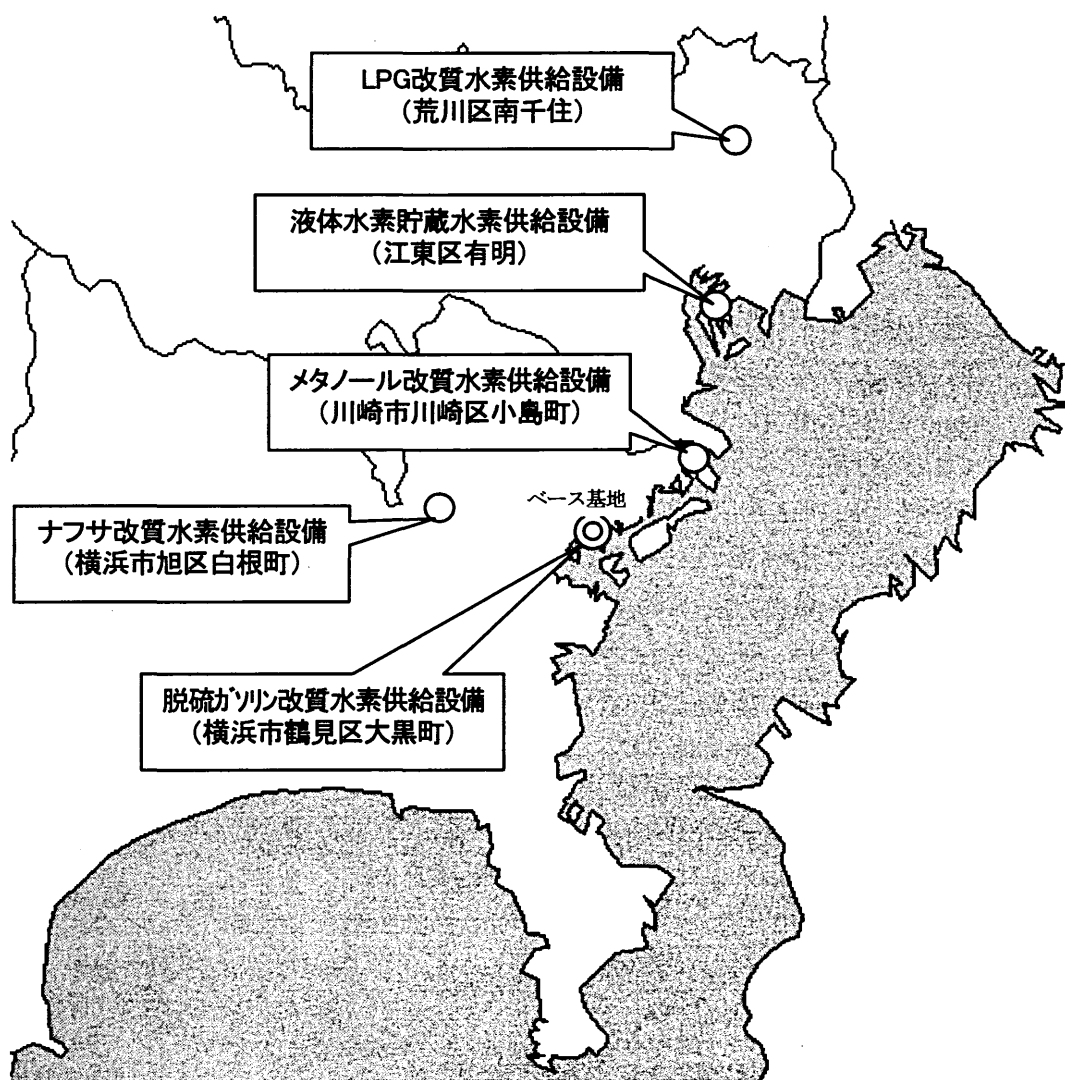 LPG改質水素供給設備
（荒川区南千住）
液体水素貯蔵水素供給設備
（江東区有明）
メタノール改質水素供給設備
（川崎市川崎区小島町）
ベース基地
ナフサ改質水素供給設備
（横浜市旭区白根町）
脱硫ガソリン改質水素供給設備
（横浜市鶴見区大黒町）